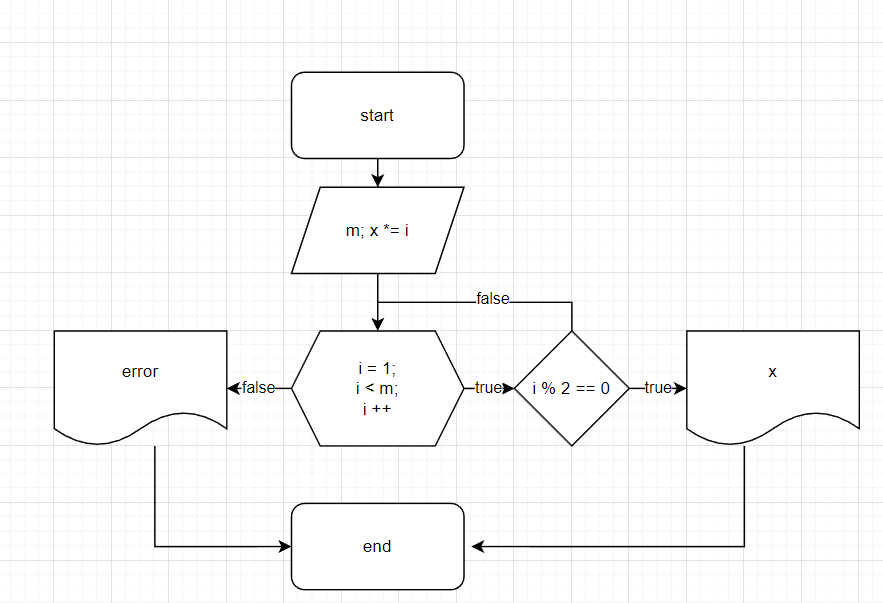 start
m; x *= i
false
error
false
i = 1;
i < m;
i ++
true
i % 2 == 0
true
x
end